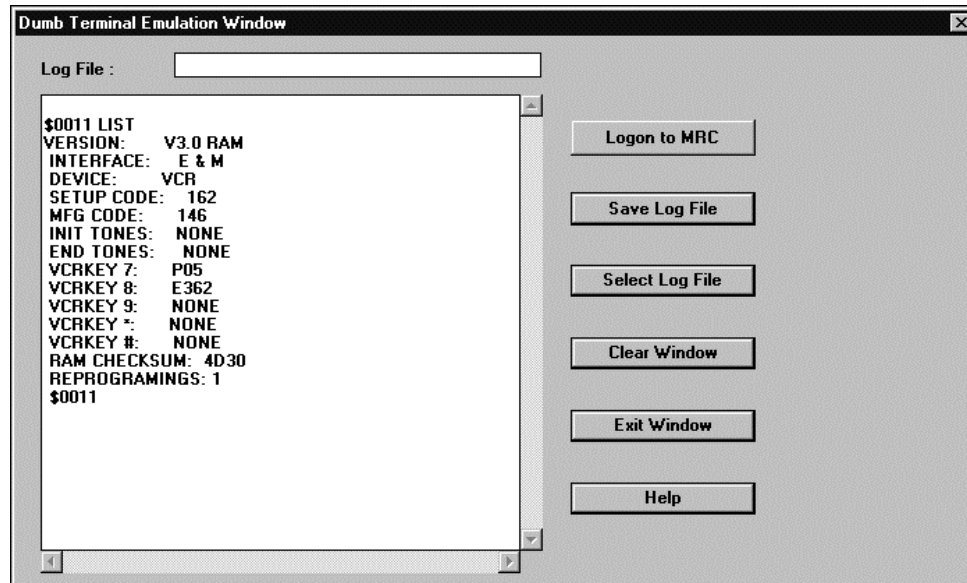 Dumb Terminal Emulation Window
Log File :
$0011 LIST
VERSION: V3.0 RAM
INTERFACE: E & M
DEVICE: VCR
SETUP CODE: 162
MFG CODE: 146
INIT TONES: NONE
END TONES: NONE
VCRKEY 7: P05
VCRKEY 8: E362
VCRKEY 9: NONE
VCRKEY *: NONE
VCRKEY #: NONE
RAM CHECKSUM: 4D30
REPROGRAMINGS: 1
$0011
Logon to MRC
Save Log File
Select Log File
Clear Window
Exit Window
Help